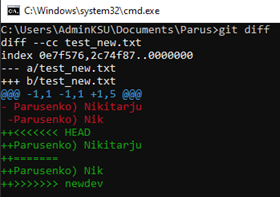 C:\Windows\system32\cmd.exe
C:\Users\AdminKSU\Documents\Parus>git diff
diff --cc test_new.txt
index 0e7f576,2c74f87..0000000
--- a/test_new.txt
+++ b/test_new.txt
@@@ -1,1 -1,1 +1,5 @@@
- Parusenko) Nikitarju
 -Parusenko) Nik
++<<<<<<< HEAD
++Parusenko) Nikitarju
++=======
++Parusenko) Nik
++>>>>>>> newdev